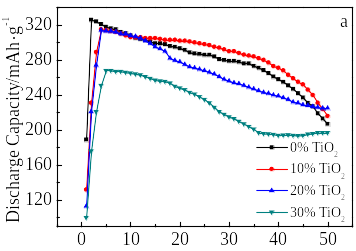 a
Discharge Capacity/mAh·g⁻¹
320
280
240
200
160
120
0% TiO₂
10% TiO₂
20% TiO₂
30% TiO₂
0 10 20 30 40 50